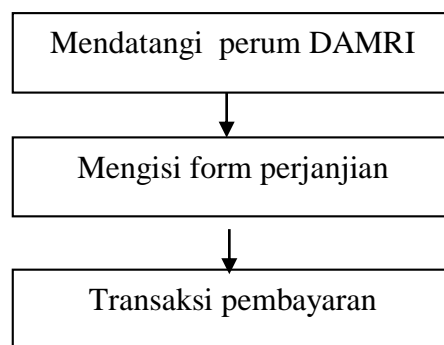 Mendatangi perum DAMRI
Mengisi form perjanjian
Transaksi pembayaran